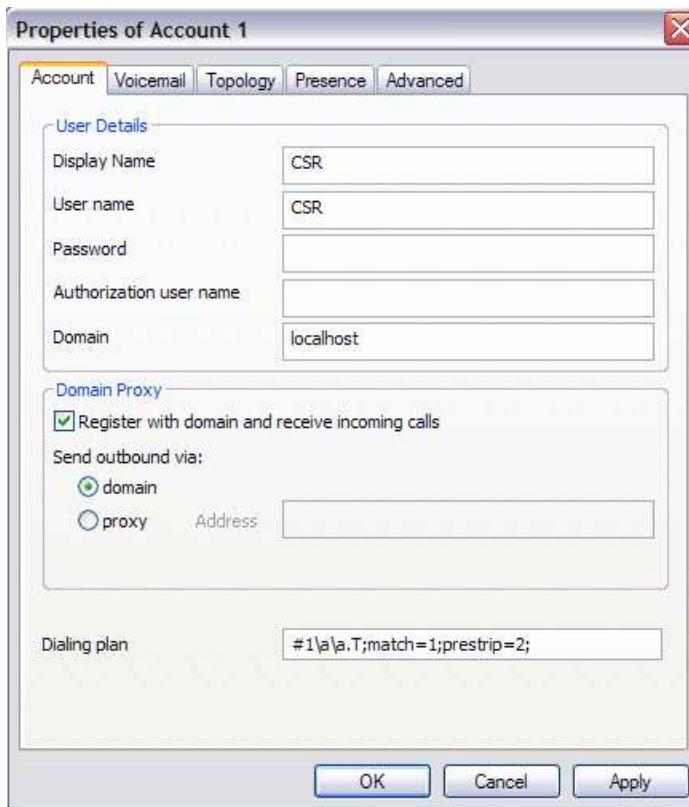 Properties of Account 1
Account Voicemail Topology Presence Advanced
User Details
Display Name CSR
User name CSR
Password
Authorization user name
Domain localhost
Domain Proxy
Register with domain and receive incoming calls
Send outbound via:
domain
proxy Address
Dialing plan #1\a\a.T;match=1;prestrip=2;
OK Cancel Apply